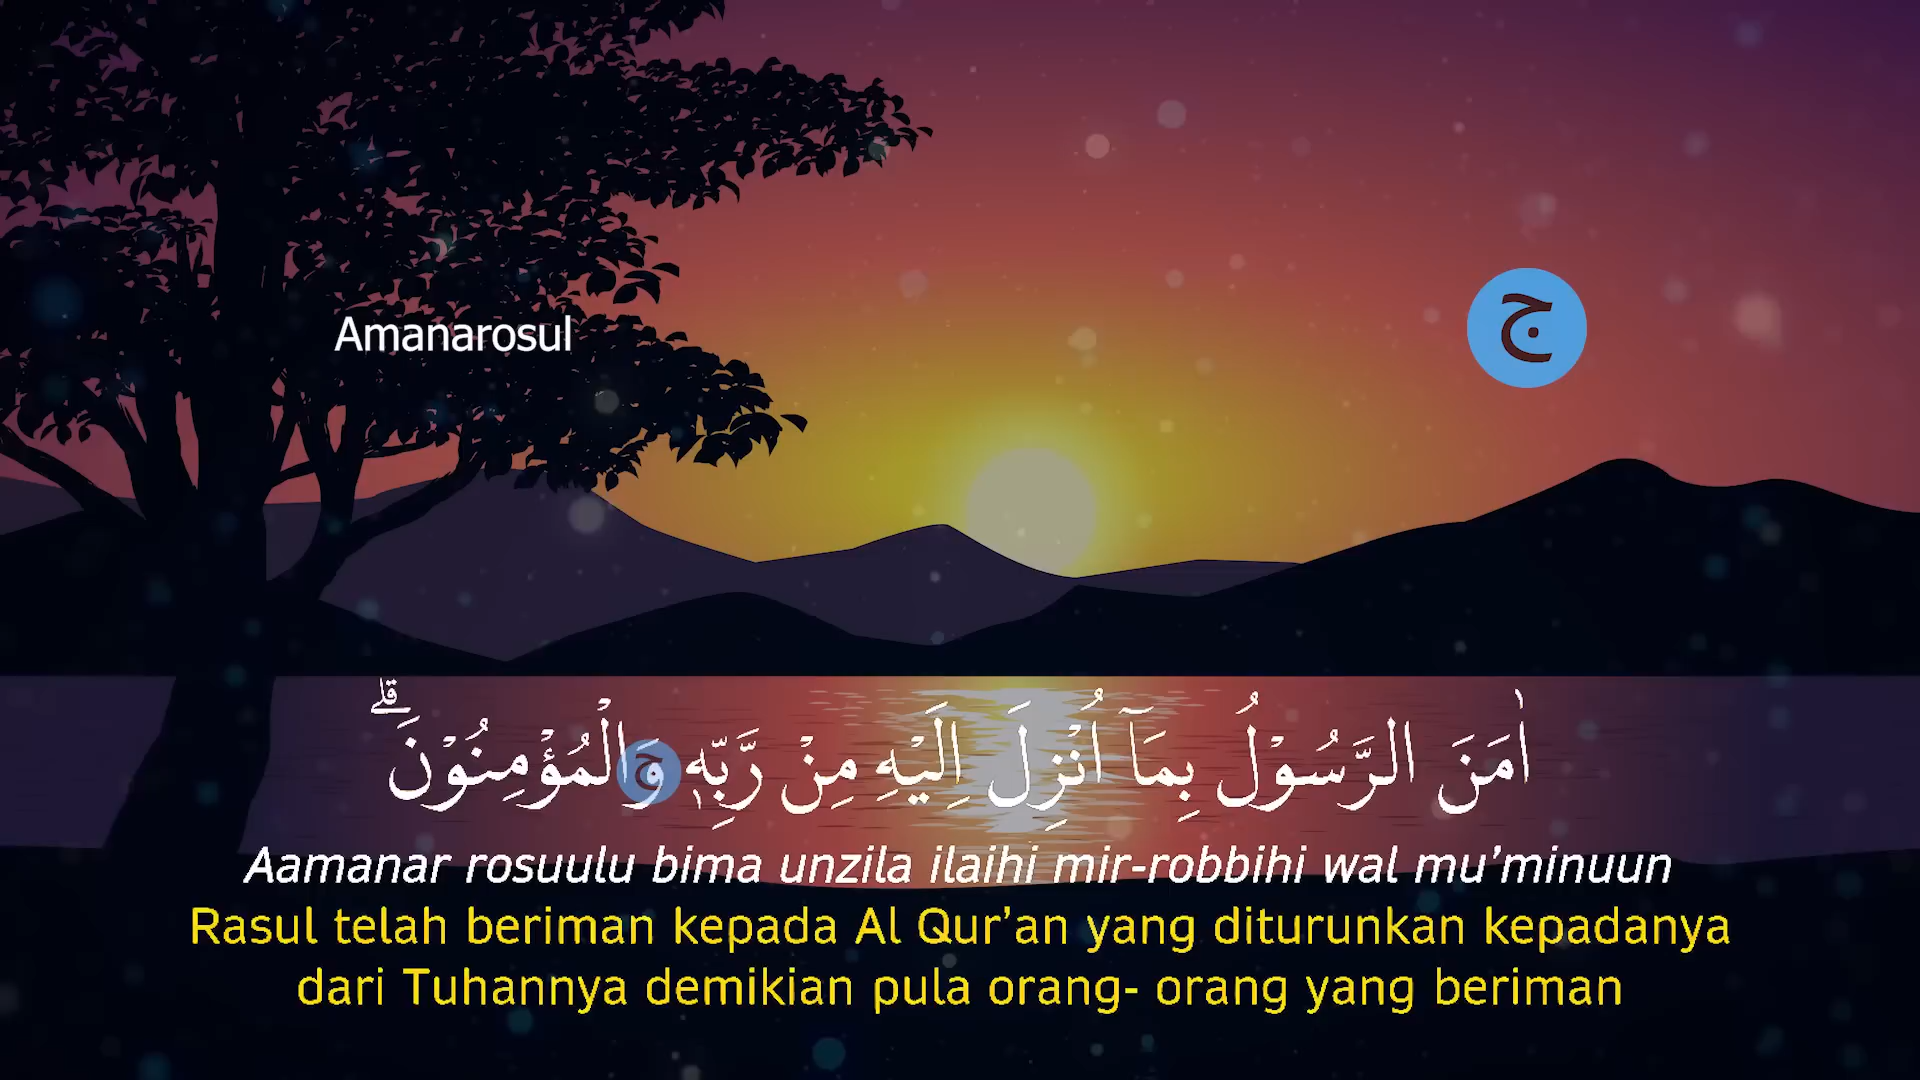 Amanarosul
ج
اٰمَنَ الرَّسُوْلُ بِمَآ اُنْزِلَ اِلَيْهِ مِنْ رَّبِّهٖ وَالْمُؤْمِنُوْنَۗ
ج
Aamanar rosuulu bima unzila ilaihi mir-robbihi wal mu’minuun
Rasul telah beriman kepada Al Qur’an yang diturunkan kepadanya
dari Tuhannya demikian pula orang- orang yang beriman